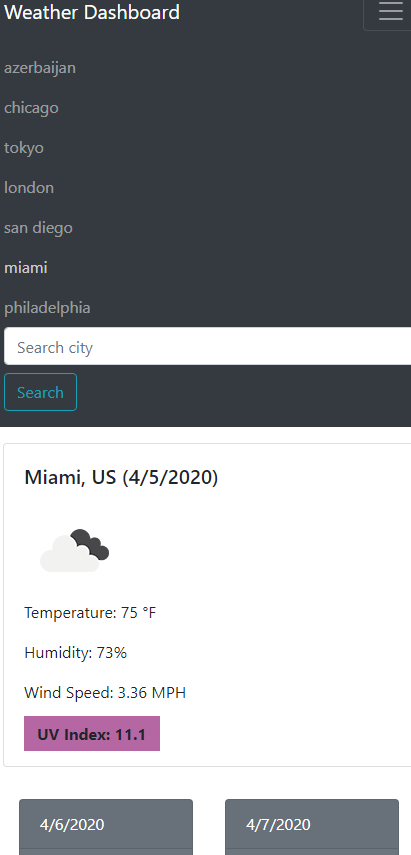 Weather Dashboard
azerbaijan
chicago
tokyo
london
san diego
miami
philadelphia
Search city
Search
Miami, US (4/5/2020)
Temperature: 75 °F
Humidity: 73%
Wind Speed: 3.36 MPH
UV Index: 11.1
4/6/2020
4/7/2020